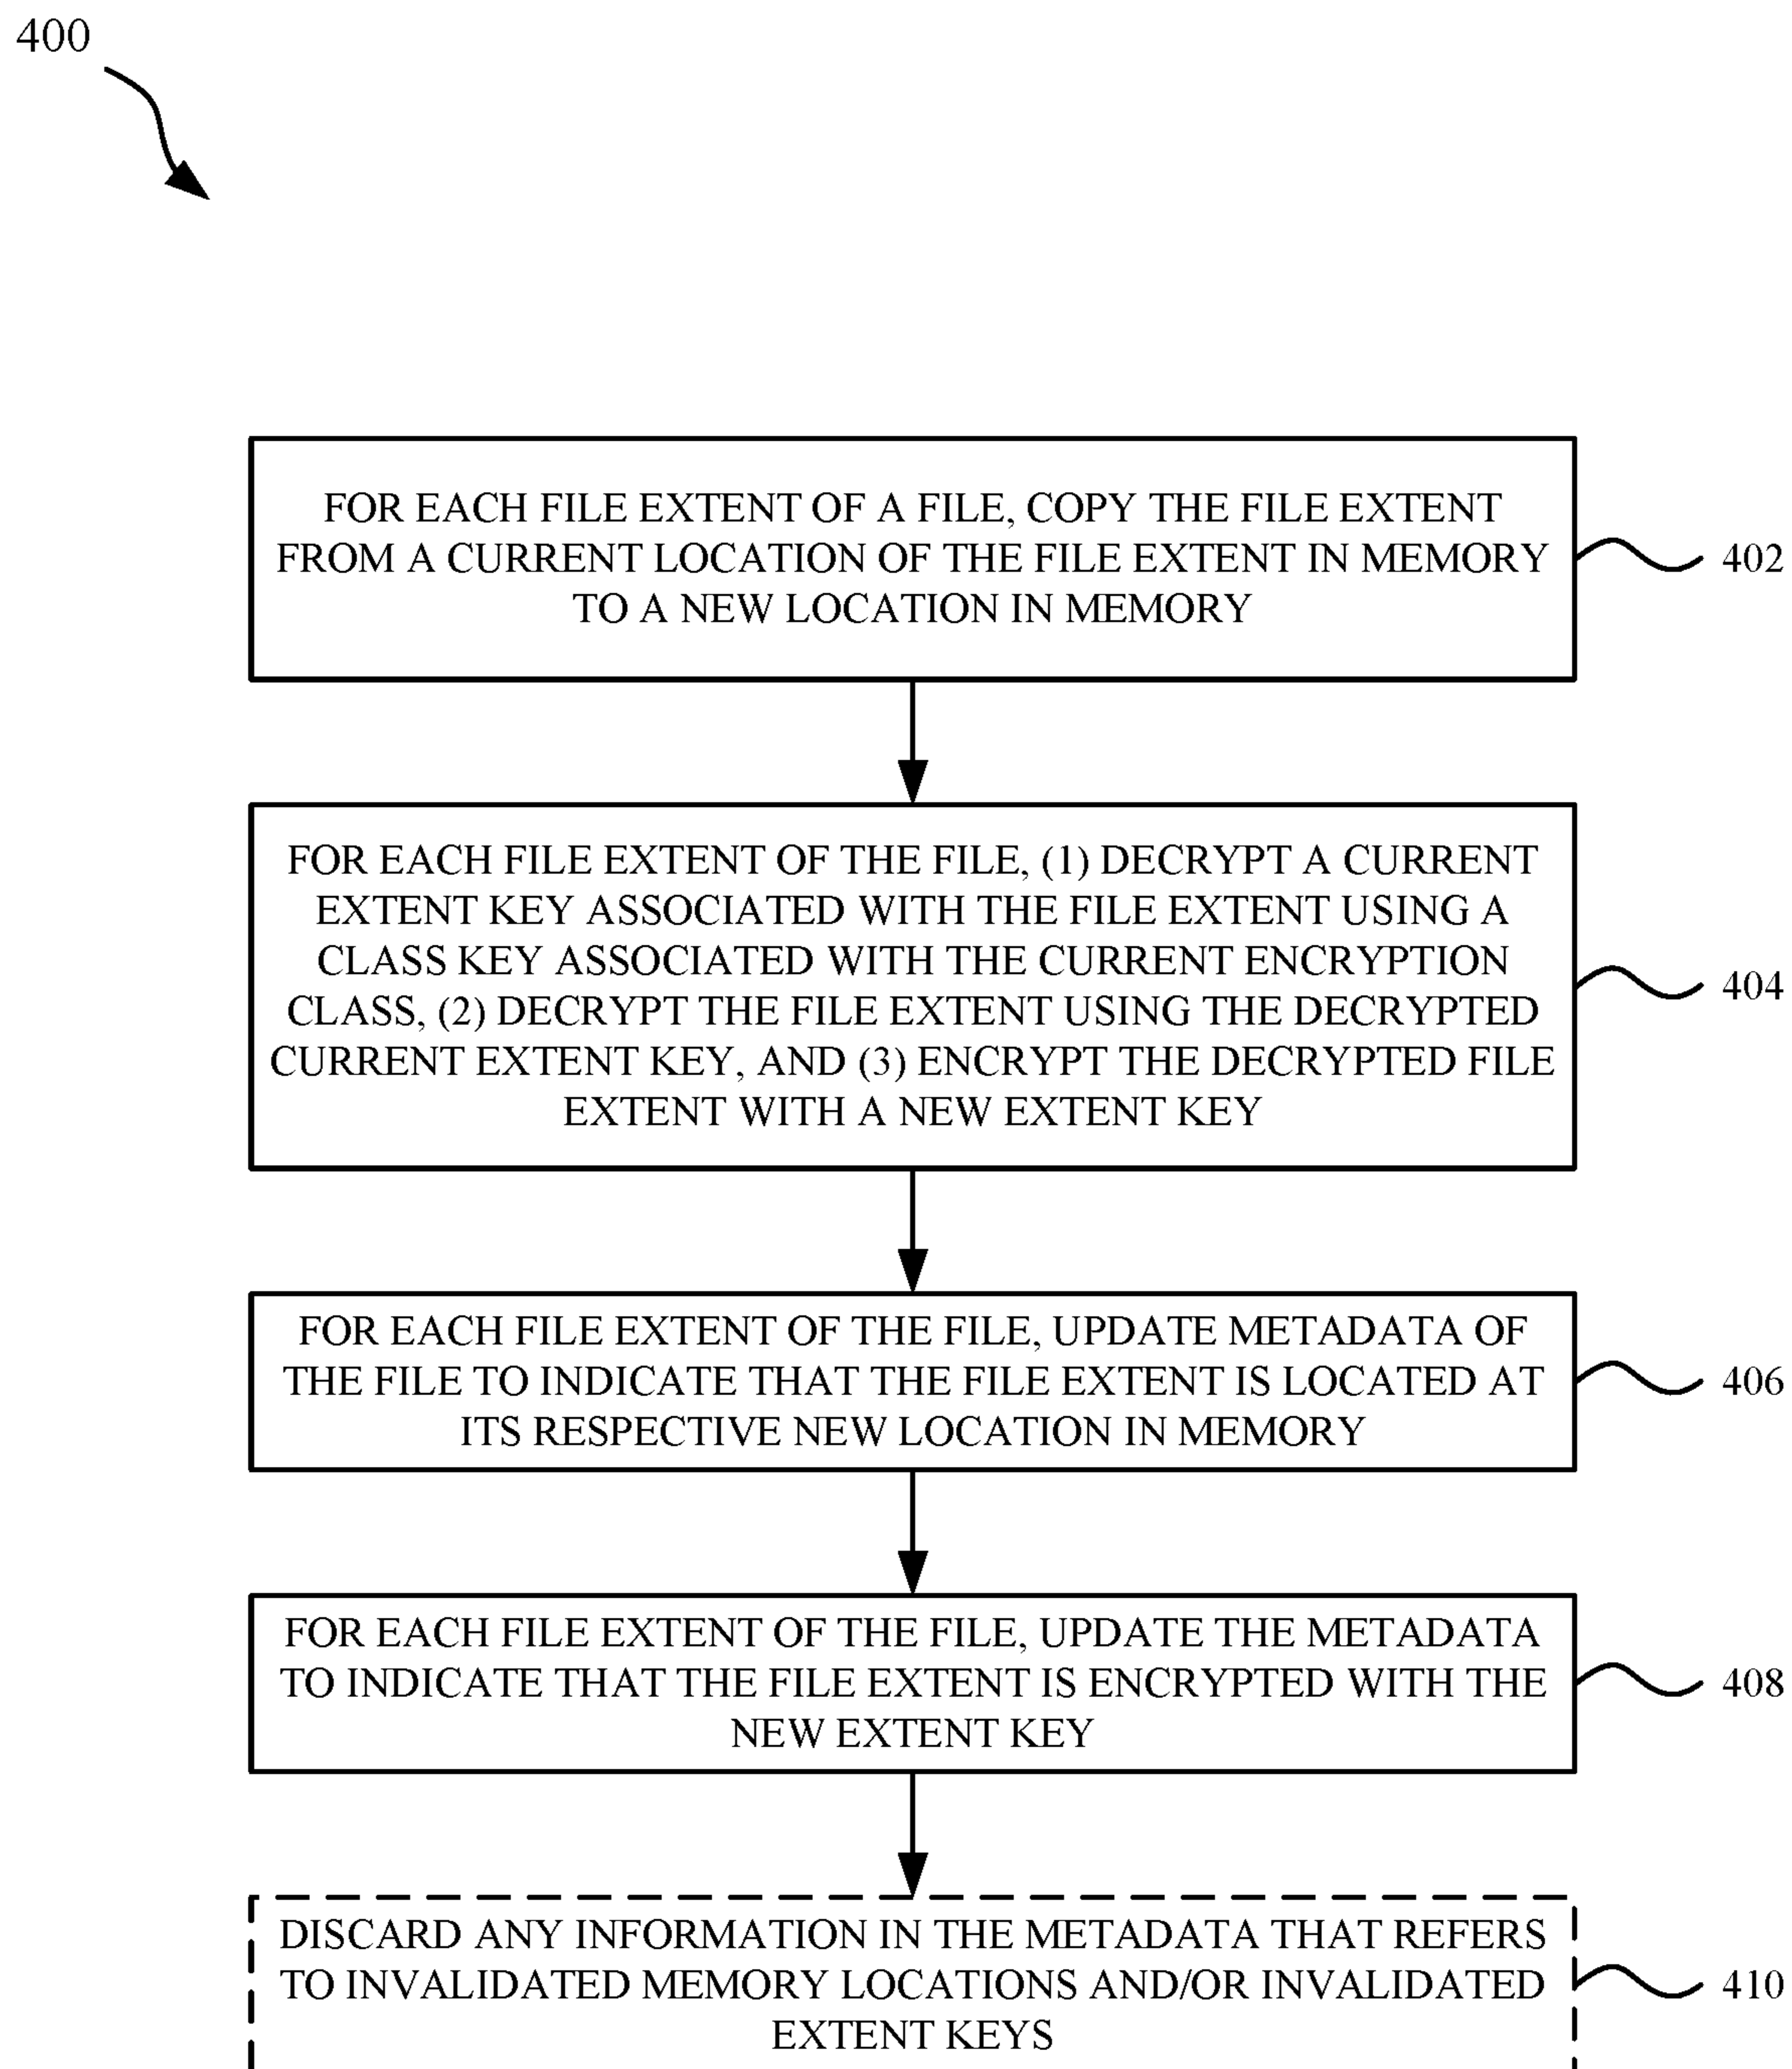 400
FOR EACH FILE EXTENT OF A FILE, COPY THE FILE EXTENT
FROM A CURRENT LOCATION OF THE FILE EXTENT IN MEMORY
TO A NEW LOCATION IN MEMORY
402
FOR EACH FILE EXTENT OF THE FILE, (1) DECRYPT A CURRENT
EXTENT KEY ASSOCIATED WITH THE FILE EXTENT USING A
CLASS KEY ASSOCIATED WITH THE CURRENT ENCRYPTION
CLASS, (2) DECRYPT THE FILE EXTENT USING THE DECRYPTED
CURRENT EXTENT KEY, AND (3) ENCRYPT THE DECRYPTED FILE
EXTENT WITH A NEW EXTENT KEY
404
FOR EACH FILE EXTENT OF THE FILE, UPDATE METADATA OF
THE FILE TO INDICATE THAT THE FILE EXTENT IS LOCATED AT
ITS RESPECTIVE NEW LOCATION IN MEMORY
406
FOR EACH FILE EXTENT OF THE FILE, UPDATE THE METADATA
TO INDICATE THAT THE FILE EXTENT IS ENCRYPTED WITH THE
NEW EXTENT KEY
408
DISCARD ANY INFORMATION IN THE METADATA THAT REFERS
TO INVALIDATED MEMORY LOCATIONS AND/OR INVALIDATED
EXTENT KEYS
410